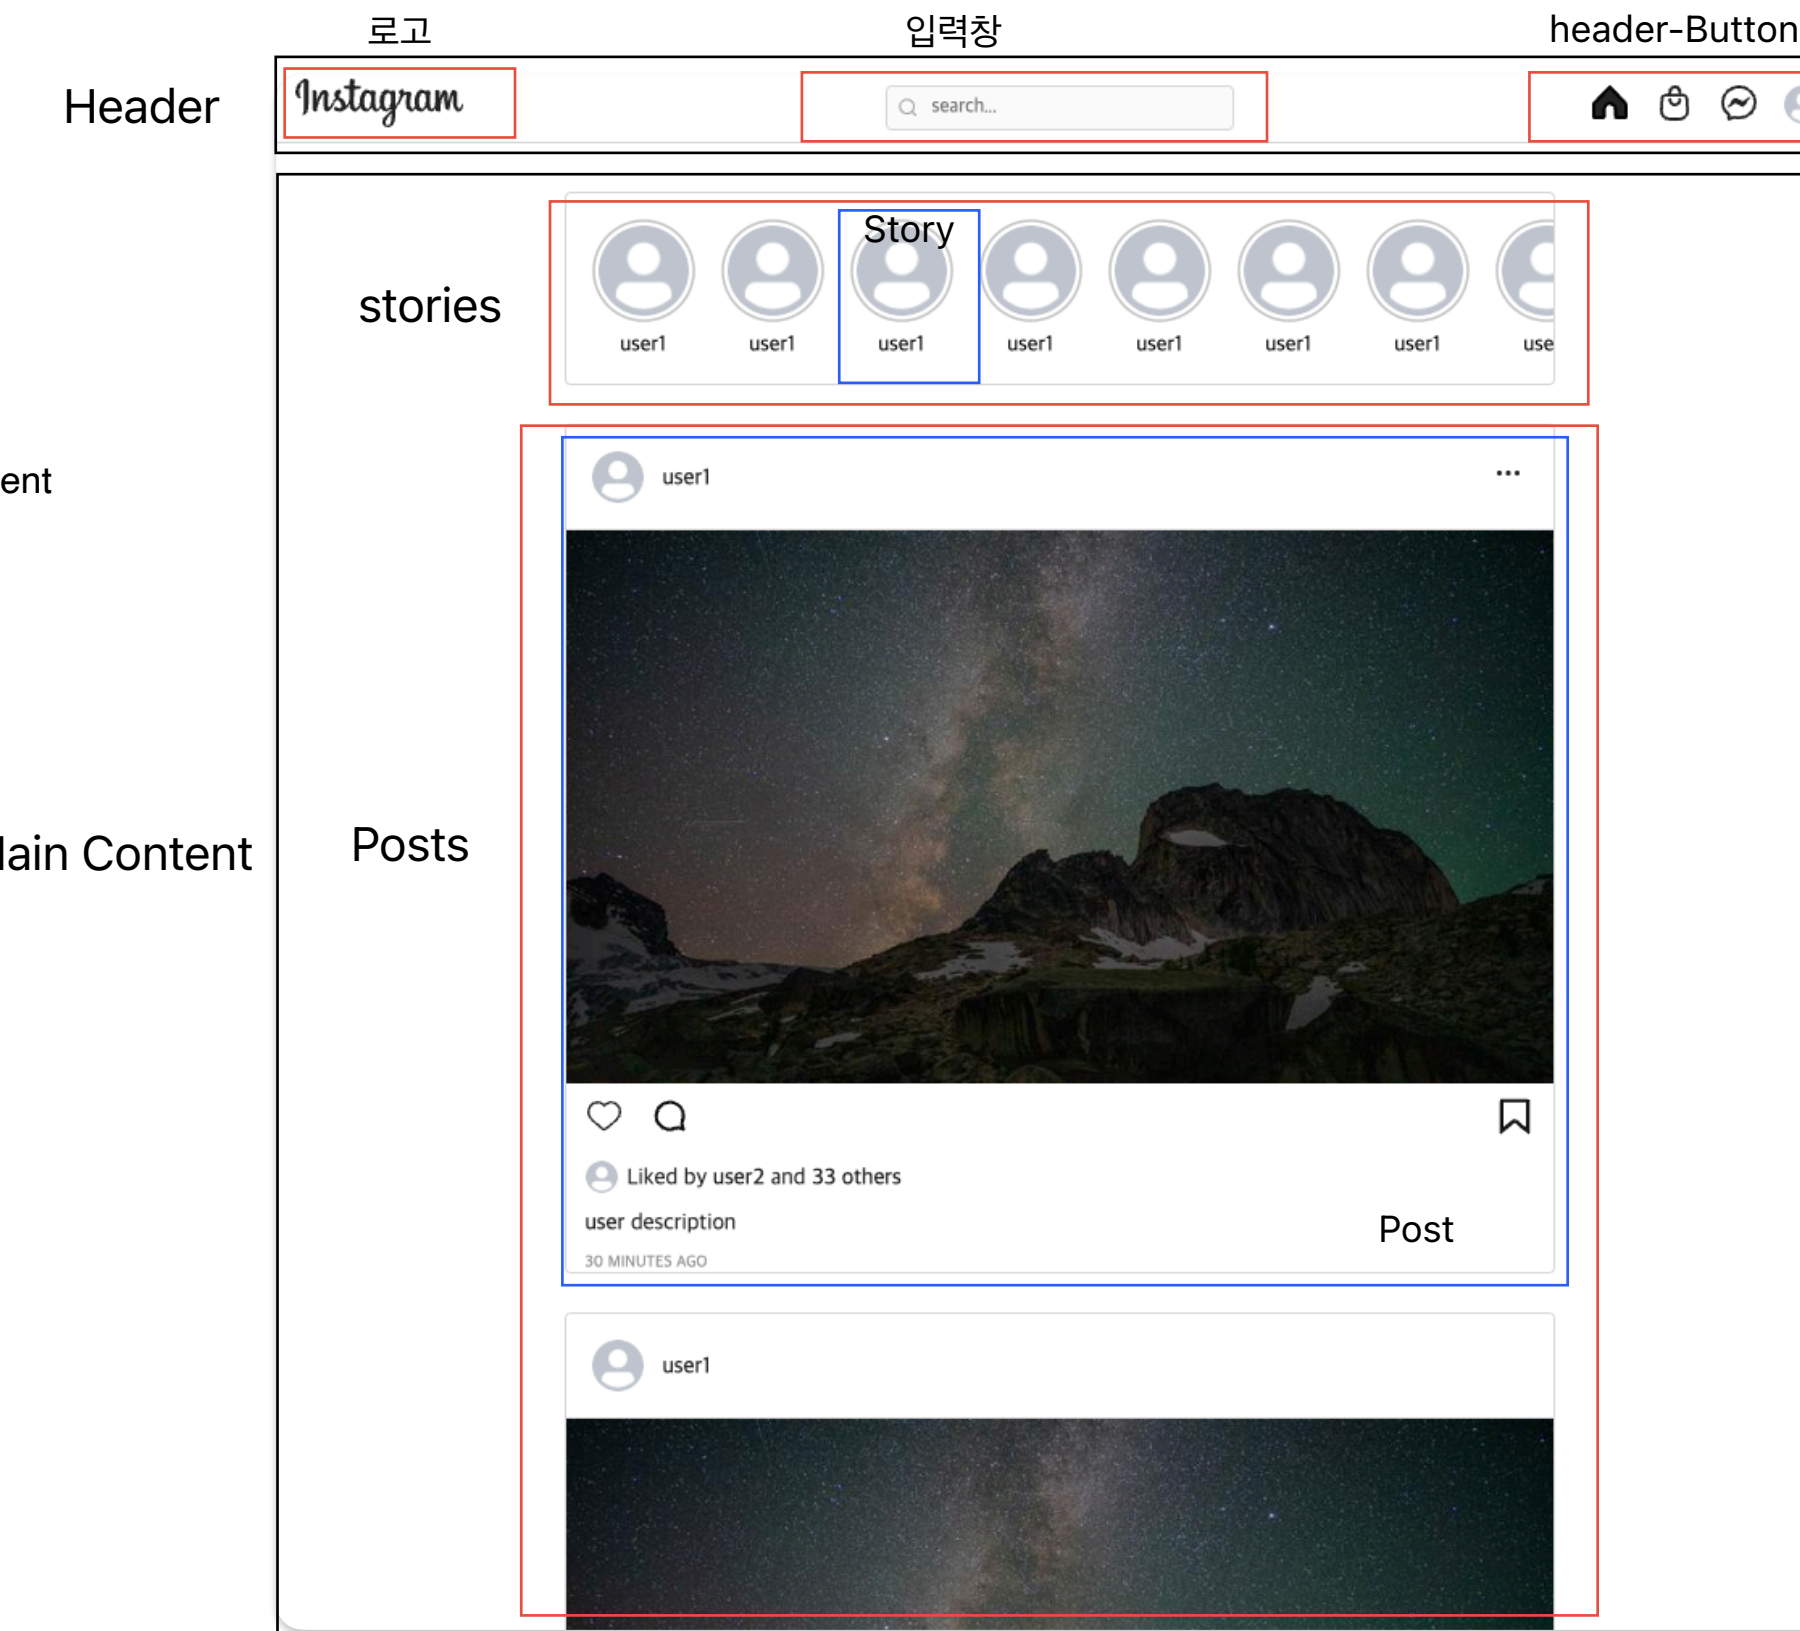 로고
입력창
header-Button
Header
Instagram
search...
Story
stories
user1
user1
user1
user1
user1
user1
user1
use
ent
user1
Main Content
Posts
Liked by user2 and 33 others
user description
Post
30 MINUTES AGO
user1